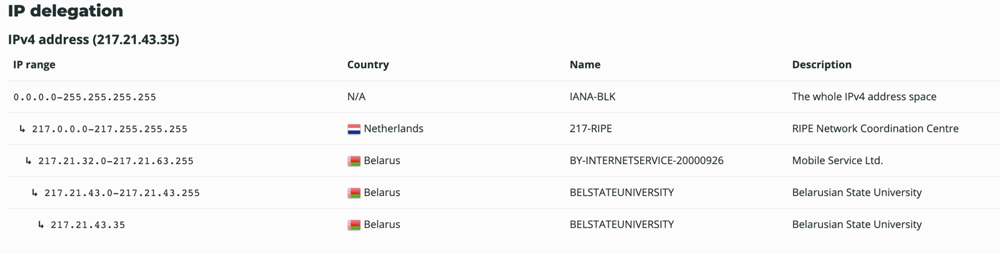 IP delegation
IPv4 address (217.21.43.35)
IP range Country Name Description
0.0.0.0-255.255.255.255 N/A IANA-BLK The whole IPv4 address space
↳ 217.0.0.0-217.255.255.255 Netherlands 217-RIPE RIPE Network Coordination Centre
↳ 217.21.32.0-217.21.63.255 Belarus BY-INTERNETSERVICE-20000926 Mobile Service Ltd.
↳ 217.21.43.0-217.21.43.255 Belarus BELSTATEUNIVERSITY Belarusian State University
↳ 217.21.43.35 Belarus BELSTATEUNIVERSITY Belarusian State University